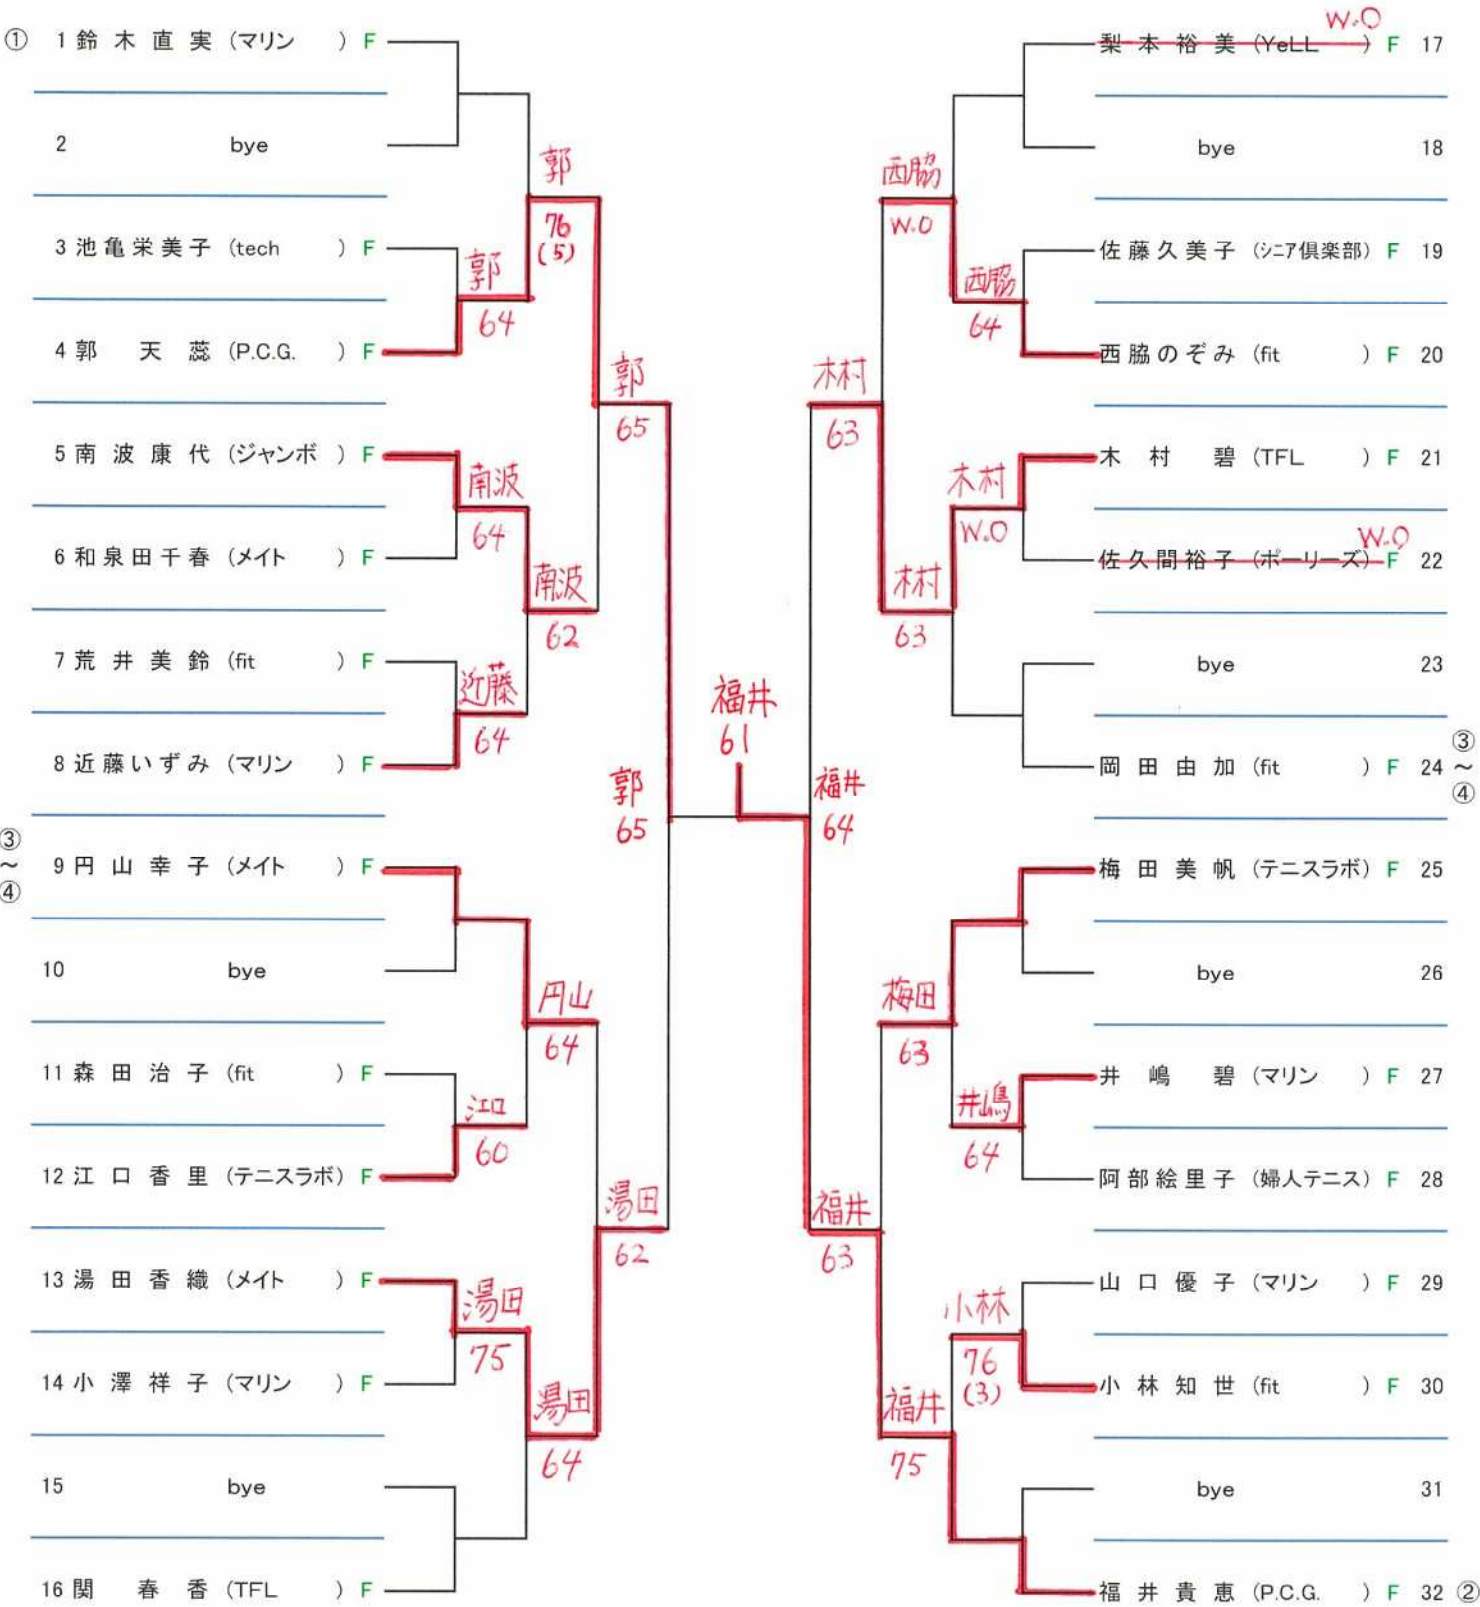 ① 1 鈴木直実 (マリン ) F
2 bye
郭
76
(5)
3 池亀栄美子 (tech ) F
郭
64
4 郭 天蕊 (P.C.G. ) F
郭
65
5 南波康代 (ジャンボ ) F
南波
64
6 和泉田千春 (メイト ) F
南波
62
7 荒井美鈴 (fit ) F
近藤
64
8 近藤いずみ (マリン ) F
郭
65
③
~
④
9 円山幸子 (メイト ) F
10 bye
円山
64
11 森田治子 (fit ) F
江口
60
12 江口香里 (テニスラボ) F
湯田
62
13 湯田香織 (メイト ) F
湯田
75
14 小澤祥子 (マリン ) F
湯田
64
15 bye
16 関 春香 (TFL ) F
福井
61
W.O
梨本裕美 (YeLL ) F 17
bye 18
西脇
W.O
佐藤久美子 (シニア倶楽部) F 19
西脇
64
西脇のぞみ (fit ) F 20
木村
63
木村 碧 (TFL ) F 21
木村
W.O
W.O
佐久間裕子 (ポーリーズ) F 22
木村
63
bye 23
岡田由加 (fit ) F 24
③
~
④
福井
64
梅田美帆 (テニスラボ) F 25
bye 26
梅田
63
井嶋 碧 (マリン ) F 27
井嶋
64
阿部絵里子 (婦人テニス) F 28
福井
63
山口優子 (マリン ) F 29
小林
76
(3)
小林知世 (fit ) F 30
福井
75
bye 31
福井貴恵 (P.C.G. ) F 32 ②